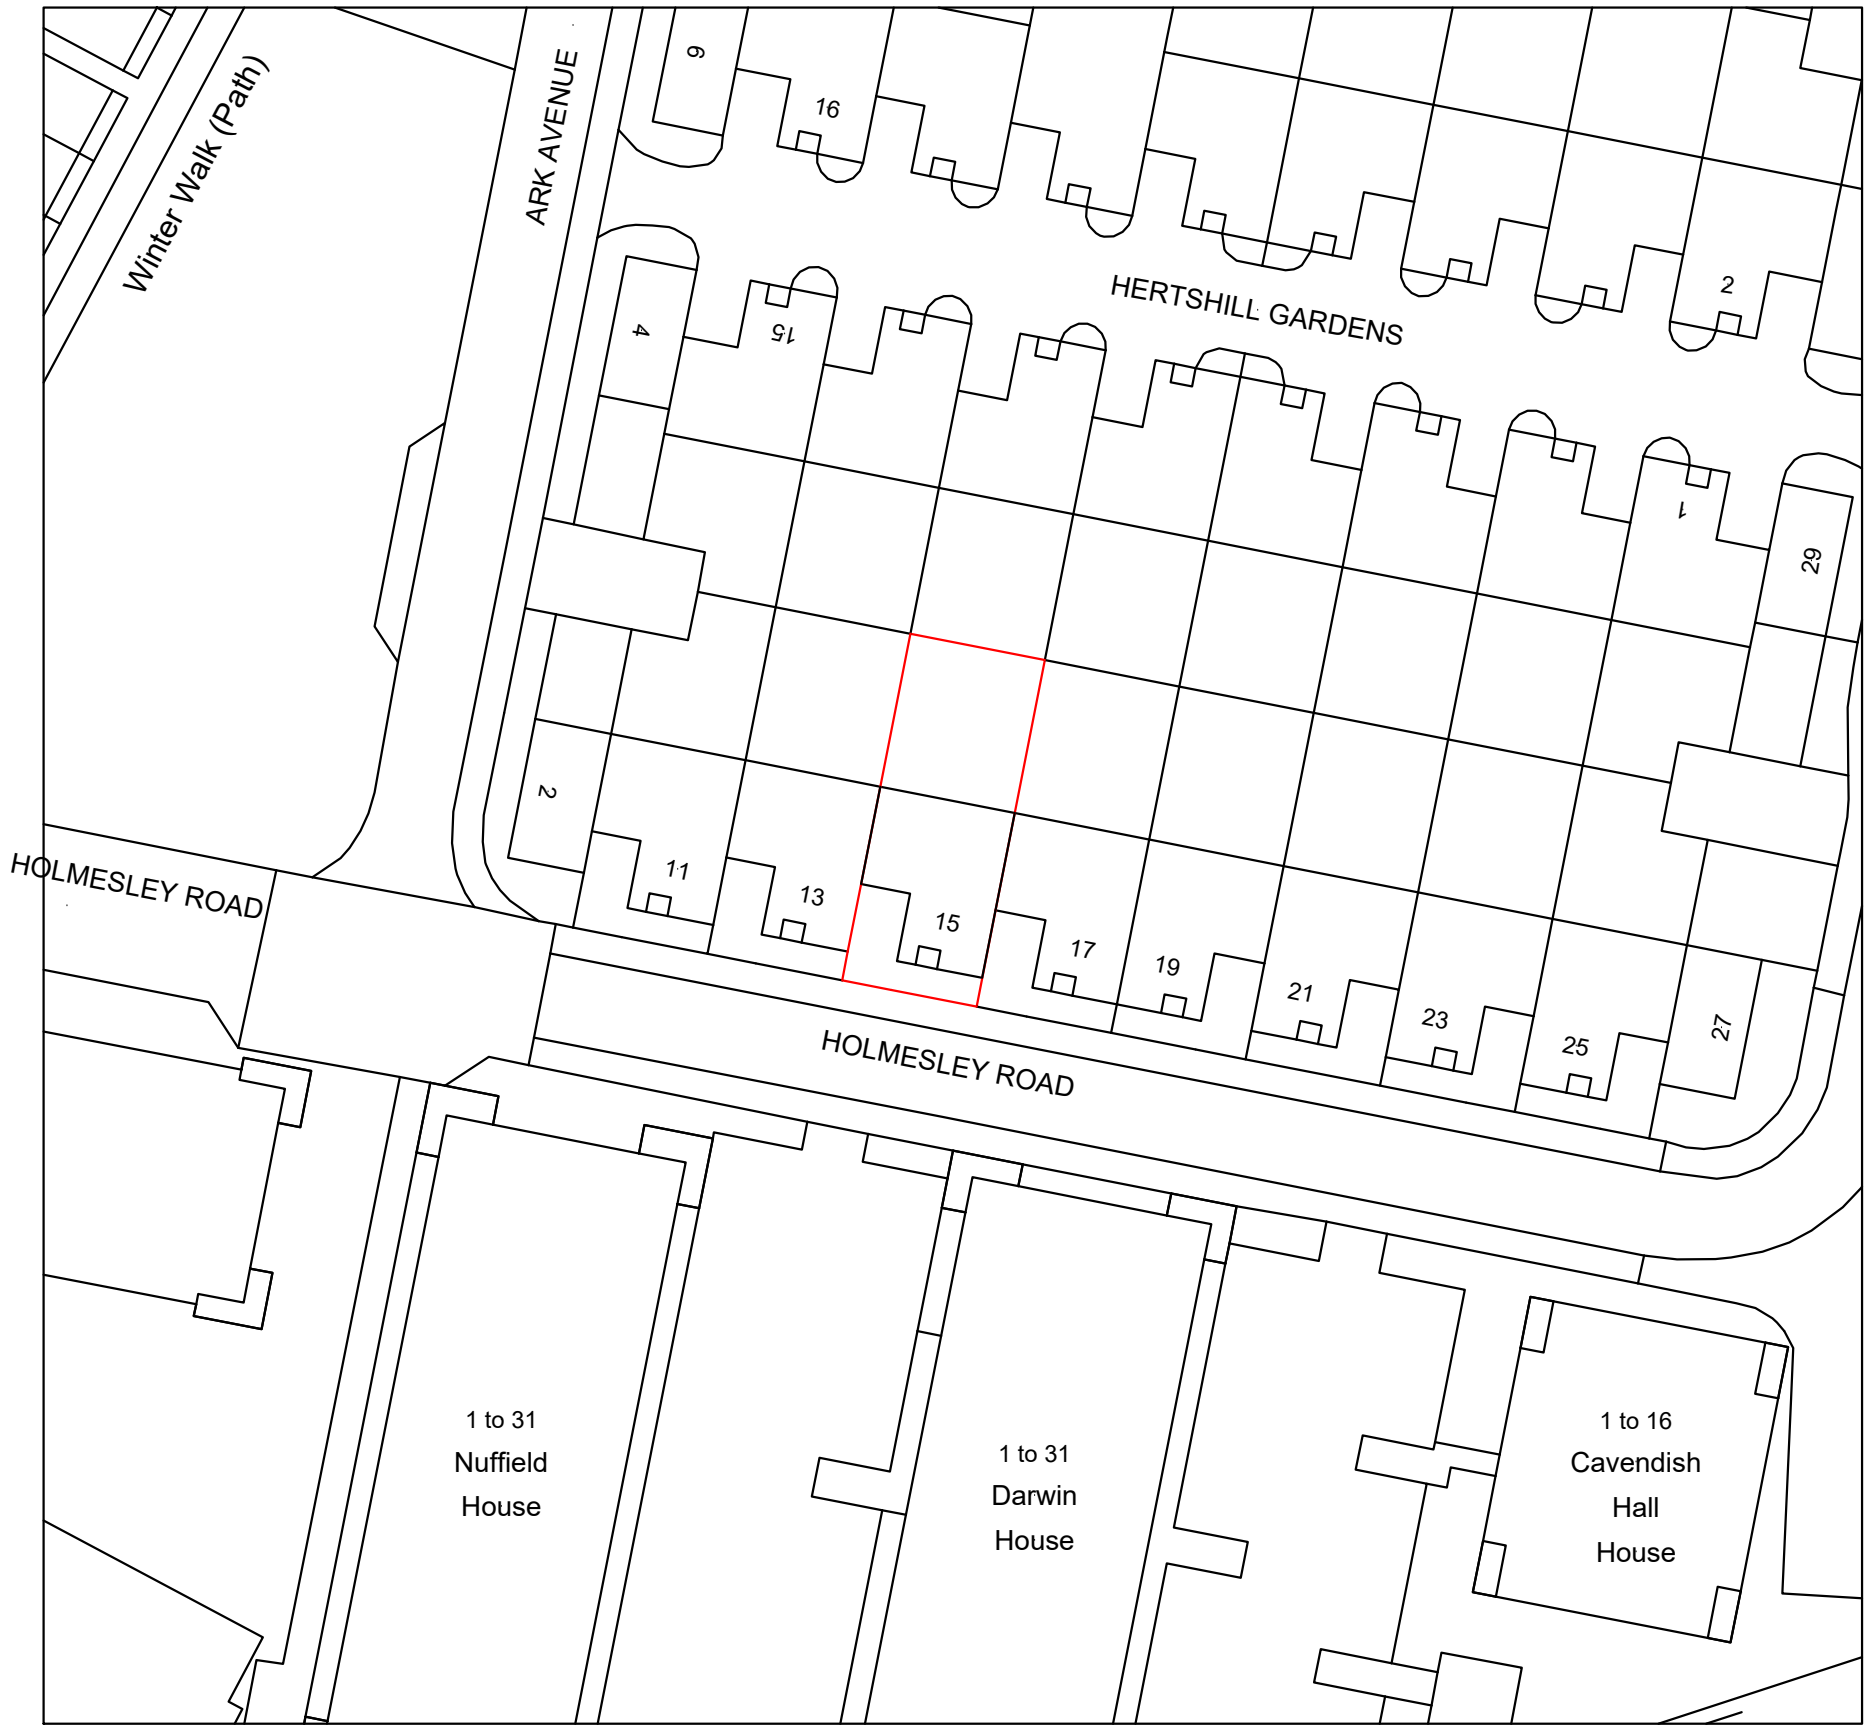 6
16
ARK AVENUE
Winter Walk (Path)
4
15
HERTSHILL GARDENS
2
1
29
2
11
13
15
17
19
21
23
25
27
HOLMESLEY ROAD
HOLMESLEY ROAD
1 to 31
Nuffield
House
1 to 31
Darwin
House
1 to 16
Cavendish
Hall
House